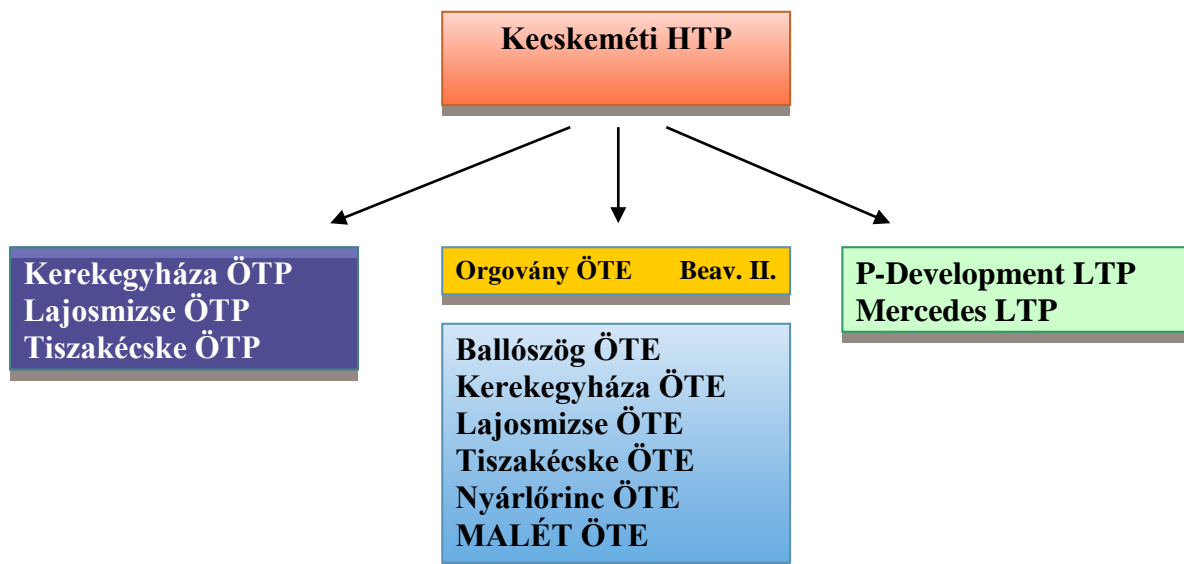 Kecskeméti HTP
Kerekegyháza ÖTP
Lajosmizse ÖTP
Tiszakécske ÖTP
Orgovány ÖTE Beav. II.
Ballószög ÖTE
Kerekegyháza ÖTE
Lajosmizse ÖTE
Tiszakécske ÖTE
Nyárlőrinc ÖTE
MALÉT ÖTE
P-Development LTP
Mercedes LTP